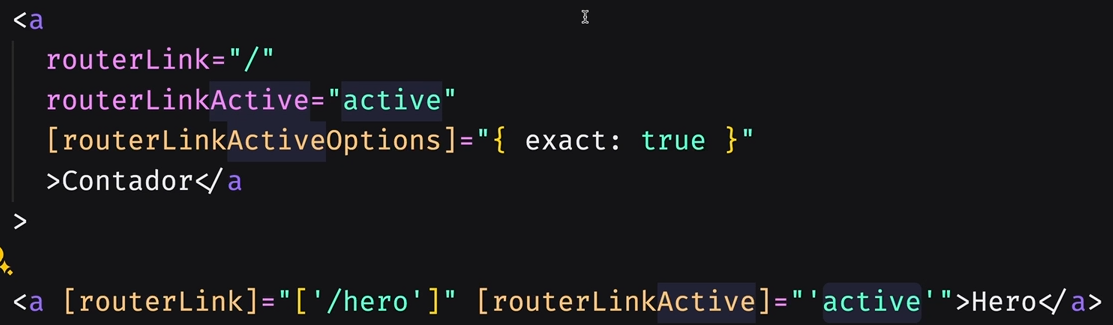 <a
routerLink="/"
routerLinkActive="active"
[routerLinkActiveOptions]="{ exact: true }"
>Contador</a
>
<a [routerLink]="['/hero']" [routerLinkActive]="'active'">Hero</a>